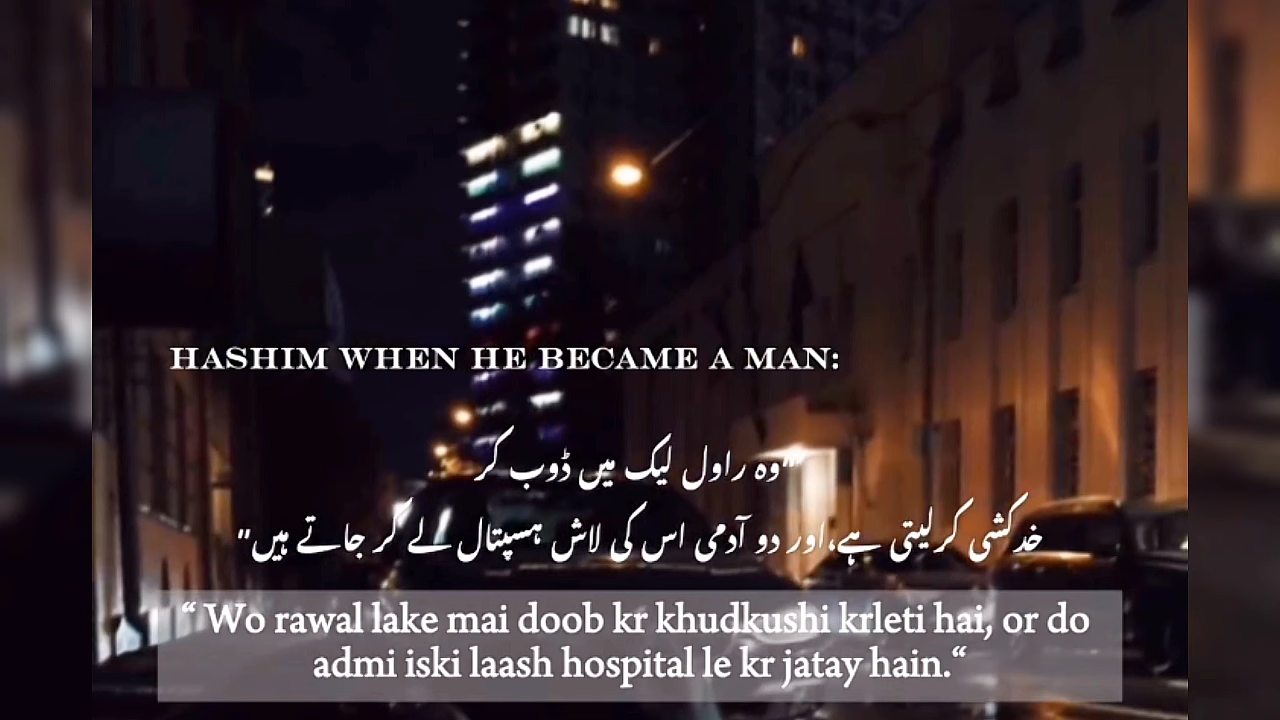 HASHIM WHEN HE BECAME A MAN:
"وہ راول لیک میں ڈوب کر
خدکشی کرلیتی ہے،اور دو آدمی اس کی لاش ہسپتال لے کر جاتے ہیں"
“ Wo rawal lake mai doob kr khudkushi krleti hai, or do
admi iski laash hospital le kr jatay hain.“